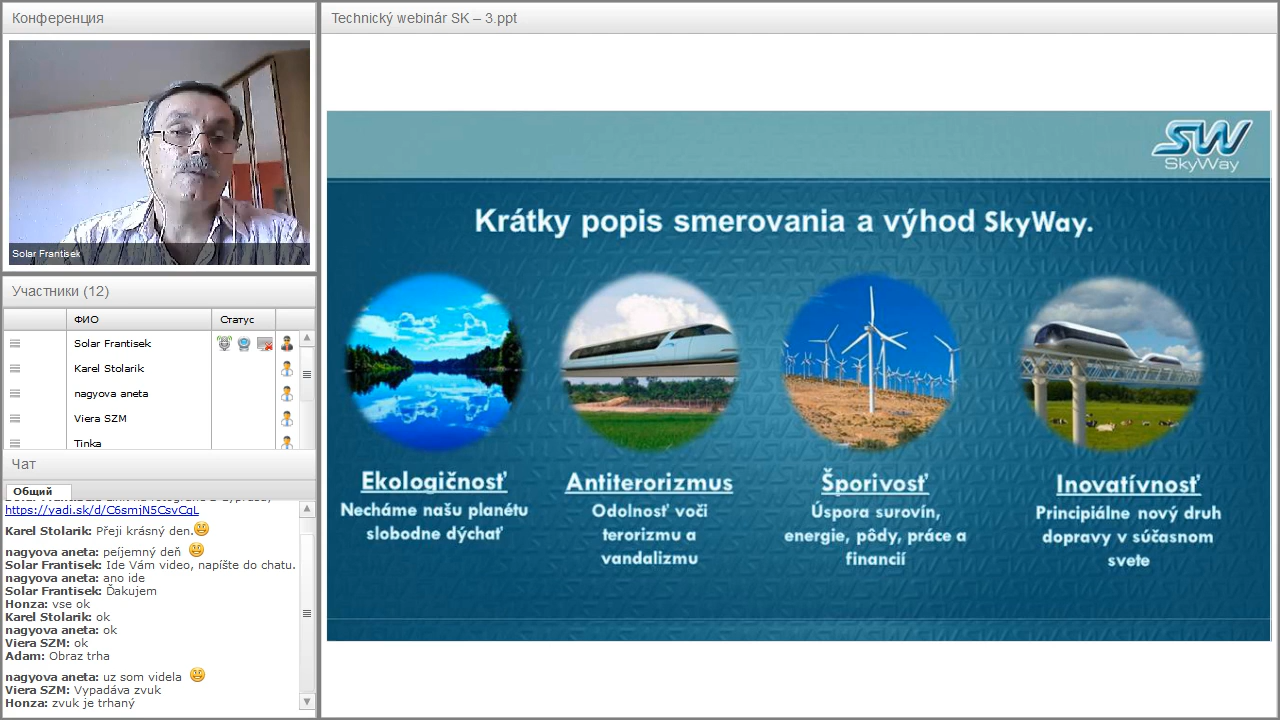 Конференция
Solar Frantisek
Участники (12)
ФИО
Статус
Solar Frantisek
Karel Stolarik
nagyova aneta
Viera SZM
Tinka
Чат
Общий
https://yadi.sk/d/C6smjN5CsvCqL
Karel Stolarik: Přeji krásný den.
nagyova aneta: peíjemný deň
Solar Frantisek: Ide Vám video, napíšte do chatu.
nagyova aneta: ano ide
Solar Frantisek: Ďakujem
Honza: vse ok
Karel Stolarik: ok
nagyova aneta: ok
Viera SZM: ok
Adam: Obraz trha
nagyova aneta: uz som videla
Viera SZM: Vypadáva zvuk
Honza: zvuk je trhaný
Technický webinár SK – 3.ppt
SW
SkyWay
Krátky popis smerovania a výhod SkyWay.
Ekologičnosť
Necháme našu planétu
slobodne dýchať
Antiterorizmus
Odolnosť voči
terorizmu a
vandalizmu
Šporivosť
Úspora surovín,
energie, pôdy, práce a
financií
Inovatívnosť
Principiálne nový druh
dopravy v súčasnom
svete